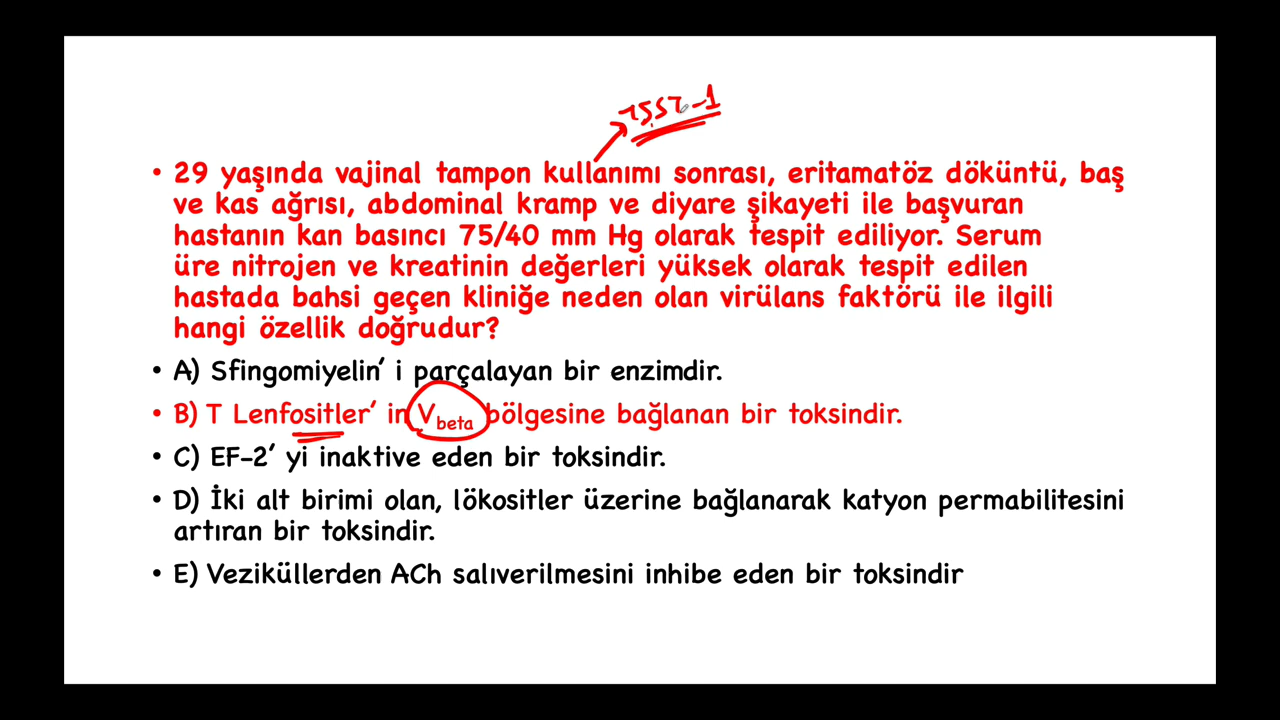 TSST-1
• 29 yaşında vajinal tampon kullanımı sonrası, eritamatöz döküntü, baş
ve kas ağrısı, abdominal kramp ve diyare şikayeti ile başvuran
hastanın kan basıncı 75/40 mm Hg olarak tespit ediliyor. Serum
üre nitrojen ve kreatinin değerleri yüksek olarak tespit edilen
hastada bahsi geçen kliniğe neden olan virülans faktörü ile ilgili
hangi özellik doğrudur?
• A) Sfingomiyelin' i parçalayan bir enzimdir.
• B) T Lenfositler' in Vbeta bölgesine bağlanan bir toksindir.
• C) EF-2' yi inaktive eden bir toksindir.
• D) İki alt birimi olan, lökositler üzerine bağlanarak katyon permabilitesini
artıran bir toksindir.
• E) Veziküllerden ACh salıverilmesini inhibe eden bir toksindir